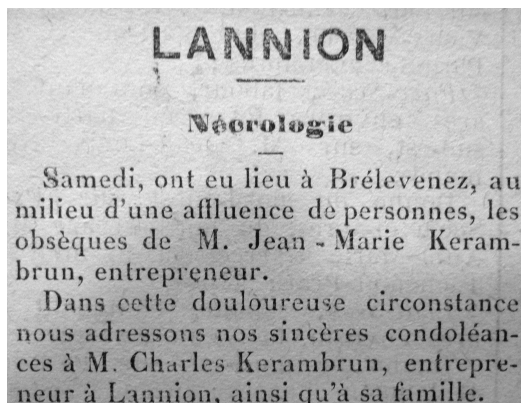 LANNION
Nécrologie
Samedi, ont eu lieu à Brélevenez, au
milieu d'une affluence de personnes, les
obsèques de M. Jean-Marie Keram-
brun, entrepreneur.
Dans cette douloureuse circonstance
nous adressons nos sincères condoléan-
ces à M. Charles Kerambrun, entrepre-
neur à Lannion, ainsi qu'à sa famille.